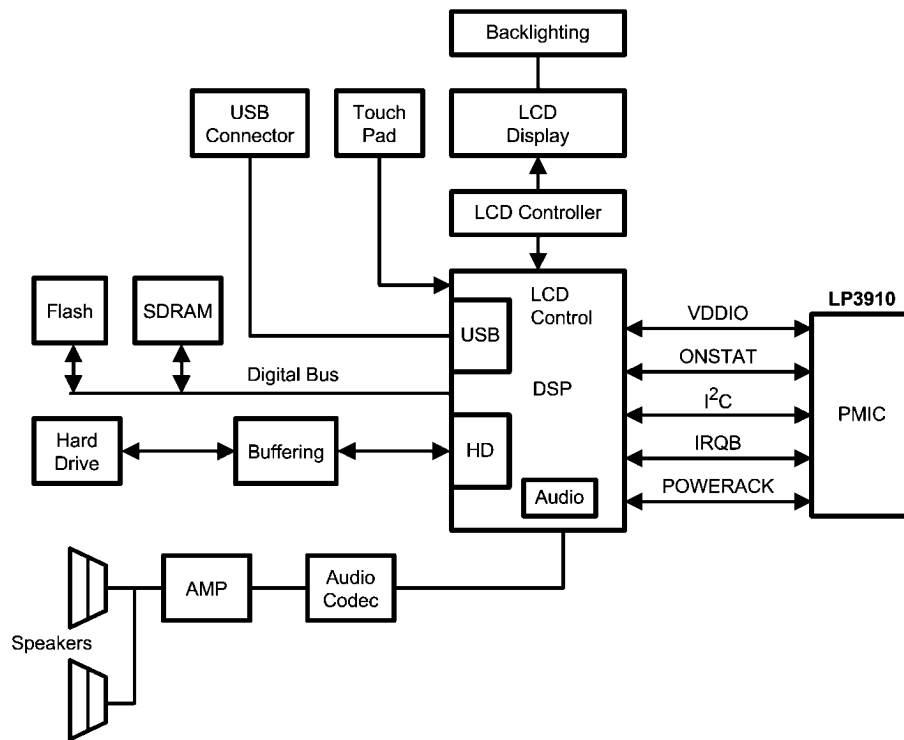 Backlighting
USB
Connector
Touch
Pad
LCD
Display
LCD Controller
Flash
SDRAM
LCD
Control
USB
LP3910
VDDIO
ONSTAT
Digital Bus
DSP
I²C
PMIC
Hard
Drive
Buffering
HD
IRQB
Audio
POWERACK
AMP
Audio
Codec
Speakers